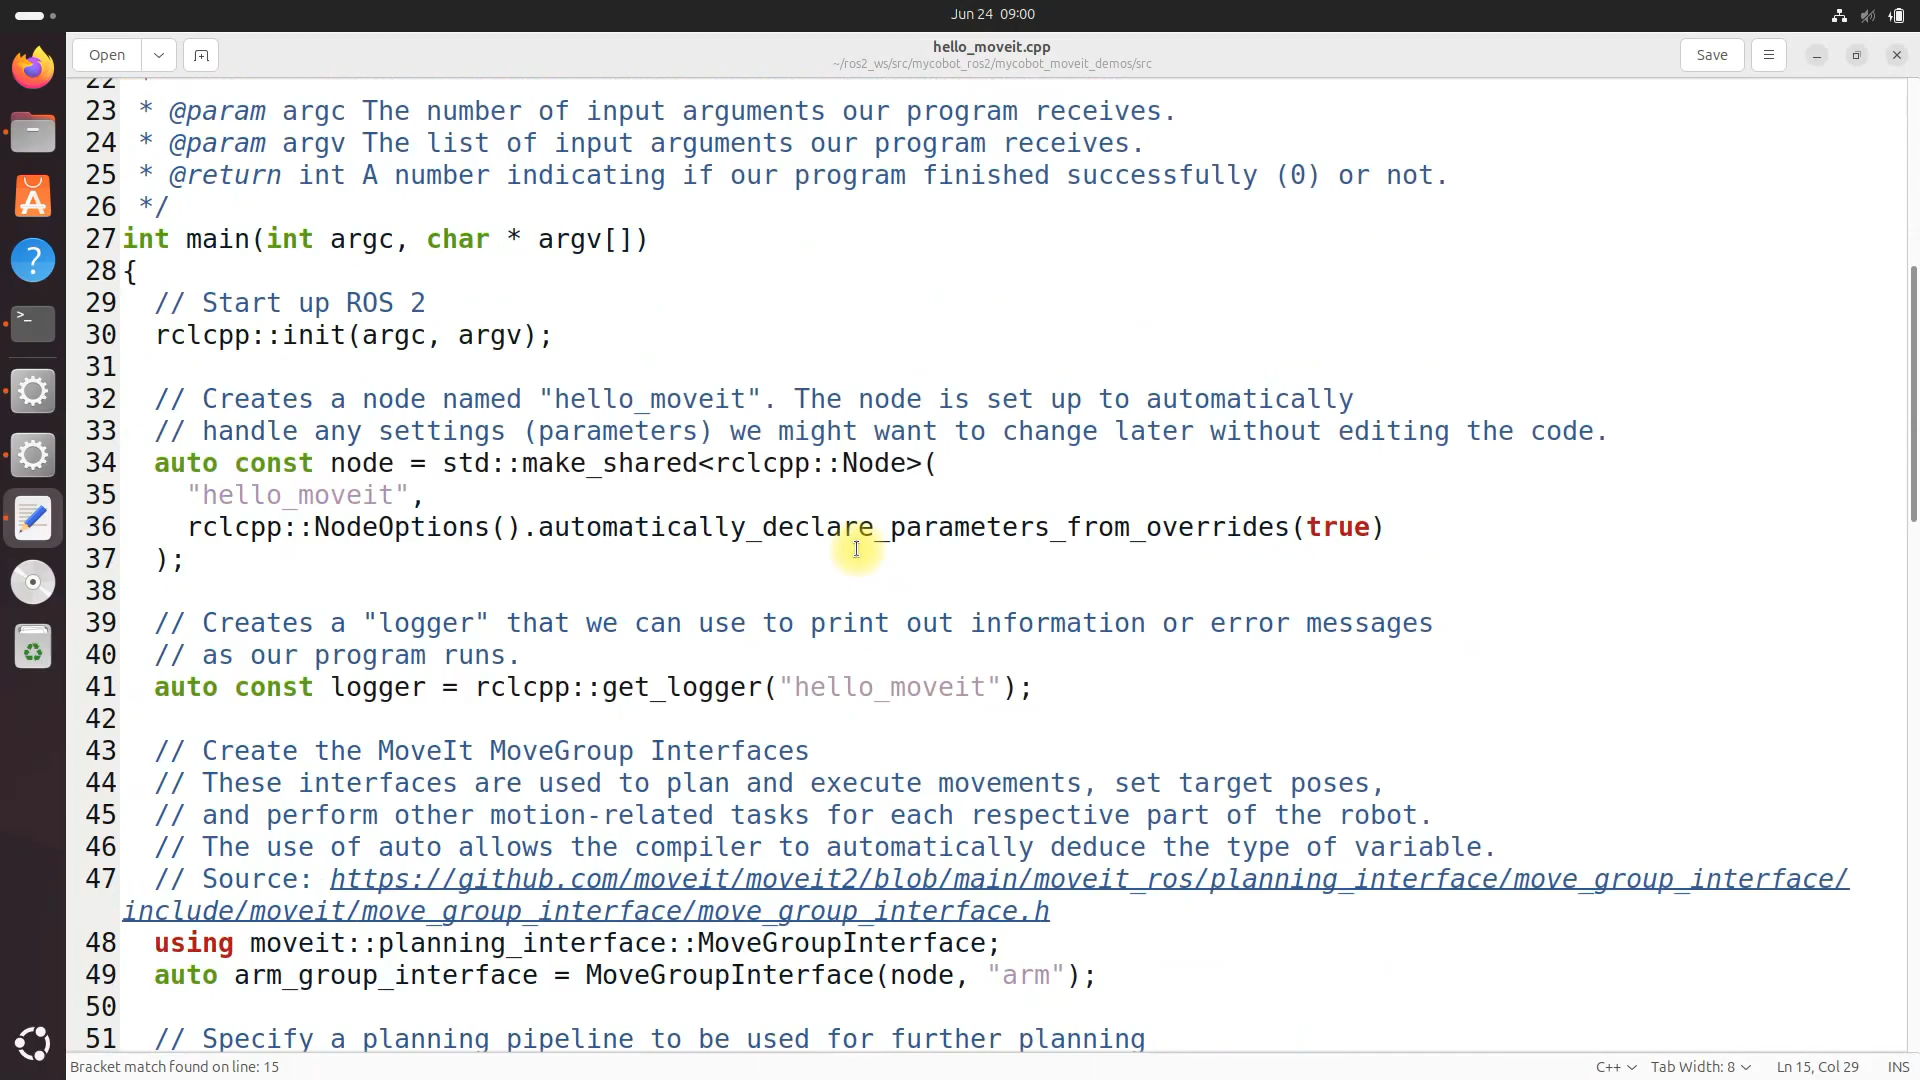 Jun 24 09:00
Open
hello_moveit.cpp
~/ros2_ws/src/mycobot_ros2/mycobot_moveit_demos/src
Save
22
23 * @param argc The number of input arguments our program receives.
24 * @param argv The list of input arguments our program receives.
25 * @return int A number indicating if our program finished successfully (0) or not.
26 */
27 int main(int argc, char * argv[])
28 {
29 // Start up ROS 2
30 rclcpp::init(argc, argv);
31
32 // Creates a node named "hello_moveit". The node is set up to automatically
33 // handle any settings (parameters) we might want to change later without editing the code.
34 auto const node = std::make_shared<rclcpp::Node>(
35 "hello_moveit",
36 rclcpp::NodeOptions().automatically_declare_parameters_from_overrides(true)
37 );
38
39 // Creates a "logger" that we can use to print out information or error messages
40 // as our program runs.
41 auto const logger = rclcpp::get_logger("hello_moveit");
42
43 // Create the MoveIt MoveGroup Interfaces
44 // These interfaces are used to plan and execute movements, set target poses,
45 // and perform other motion-related tasks for each respective part of the robot.
46 // The use of auto allows the compiler to automatically deduce the type of variable.
47 // Source: https://github.com/moveit/moveit2/blob/main/moveit_ros/planning_interface/move_group_interface/
include/moveit/move_group_interface/move_group_interface.h
48 using moveit::planning_interface::MoveGroupInterface;
49 auto arm_group_interface = MoveGroupInterface(node, "arm");
50
51 // Specify a planning pipeline to be used for further planning
Bracket match found on line: 15
C++
Tab Width: 8
Ln 15, Col 29
INS